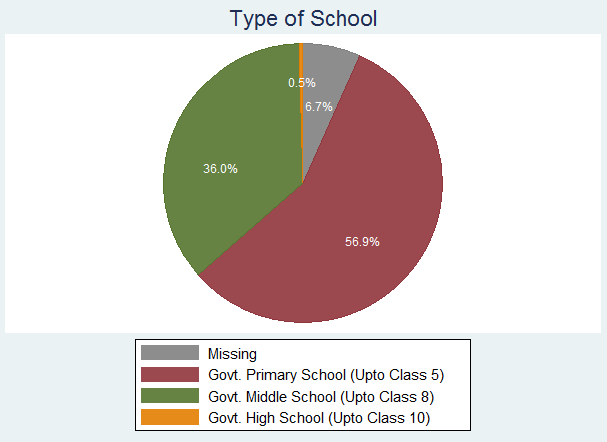 Type of School
0.5%
6.7%
36.0%
56.9%
Missing
Govt. Primary School (Upto Class 5)
Govt. Middle School (Upto Class 8)
Govt. High School (Upto Class 10)